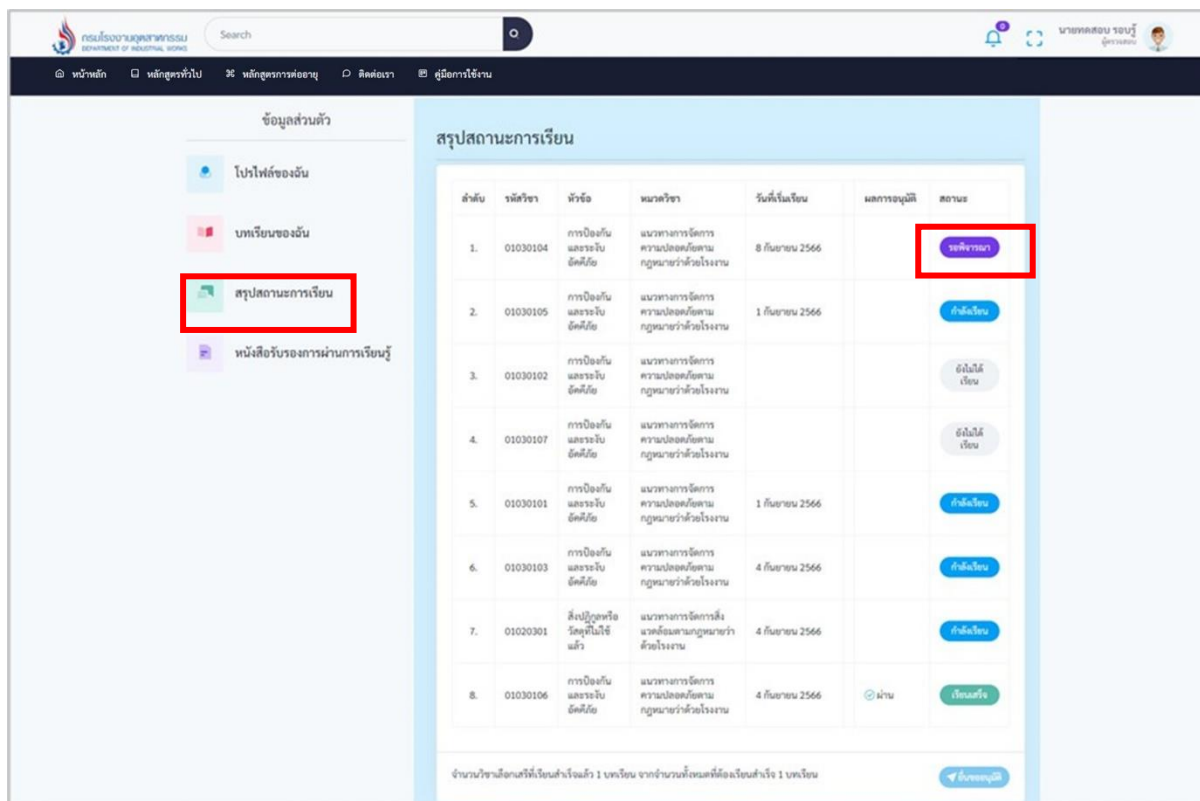 กรมโรงงานอุตสาหกรรม
DEPARTMENT OF INDUSTRIAL WORKS
Search
0
นายทดสอบ รอบรู้
ผู้ตรวจสอบ
หน้าหลัก หลักสูตรทั่วไป หลักสูตรการต่ออายุ ติดต่อเรา คู่มือการใช้งาน
ข้อมูลส่วนตัว
โปรไฟล์ของฉัน
บทเรียนของฉัน
สรุปสถานะการเรียน
หนังสือรับรองการผ่านการเรียนรู้
สรุปสถานะการเรียน
ลำดับ รหัสวิชา หัวข้อ หมวดวิชา วันที่เริ่มเรียน ผลการอนุมัติ สถานะ
การป้องกัน แนวทางการจัดการ
1. 01030104 และระงับ ความปลอดภัยตาม 8 กันยายน 2566 รอพิจารณา
อัคคีภัย กฎหมายว่าด้วยโรงงาน
การป้องกัน แนวทางการจัดการ
2. 01030105 และระงับ ความปลอดภัยตาม 1 กันยายน 2566 กำลังเรียน
อัคคีภัย กฎหมายว่าด้วยโรงงาน
การป้องกัน แนวทางการจัดการ ยังไม่ได้
3. 01030102 และระงับ ความปลอดภัยตาม เรียน
อัคคีภัย กฎหมายว่าด้วยโรงงาน
การป้องกัน แนวทางการจัดการ ยังไม่ได้
4. 01030107 และระงับ ความปลอดภัยตาม เรียน
อัคคีภัย กฎหมายว่าด้วยโรงงาน
การป้องกัน แนวทางการจัดการ
5. 01030101 และระงับ ความปลอดภัยตาม 1 กันยายน 2566 กำลังเรียน
อัคคีภัย กฎหมายว่าด้วยโรงงาน
การป้องกัน แนวทางการจัดการ
6. 01030103 และระงับ ความปลอดภัยตาม 4 กันยายน 2566 กำลังเรียน
อัคคีภัย กฎหมายว่าด้วยโรงงาน
สิ่งปฏิกูลหรือ แนวทางการจัดการสิ่ง
7. 01020301 วัสดุที่ไม่ใช้ แวดล้อมตามกฎหมายว่า 4 กันยายน 2566 กำลังเรียน
แล้ว ด้วยโรงงาน
การป้องกัน แนวทางการจัดการ
8. 01030106 และระงับ ความปลอดภัยตาม 4 กันยายน 2566 ผ่าน เรียนเสร็จ
อัคคีภัย กฎหมายว่าด้วยโรงงาน
จำนวนวิชาเลือกเสรีที่เรียนสำเร็จแล้ว 1 บทเรียน จากจำนวนทั้งหมดที่ต้องเรียนสำเร็จ 1 บทเรียน ยื่นขออนุมัติ